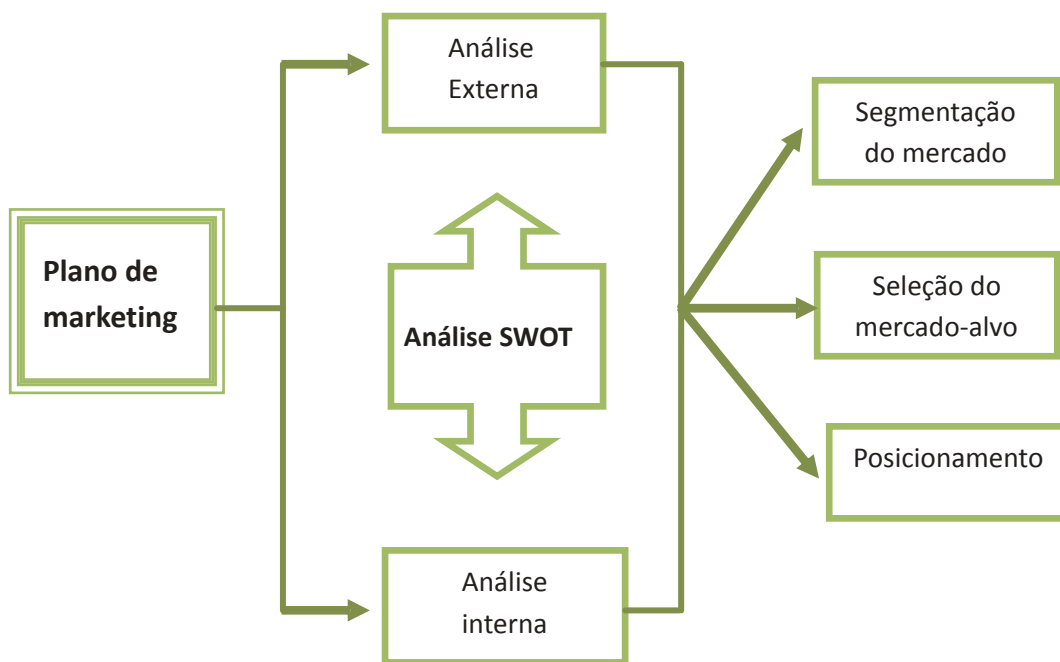 Plano de
marketing
Análise
Externa
Análise SWOT
Análise
interna
Segmentação
do mercado
Seleção do
mercado-alvo
Posicionamento